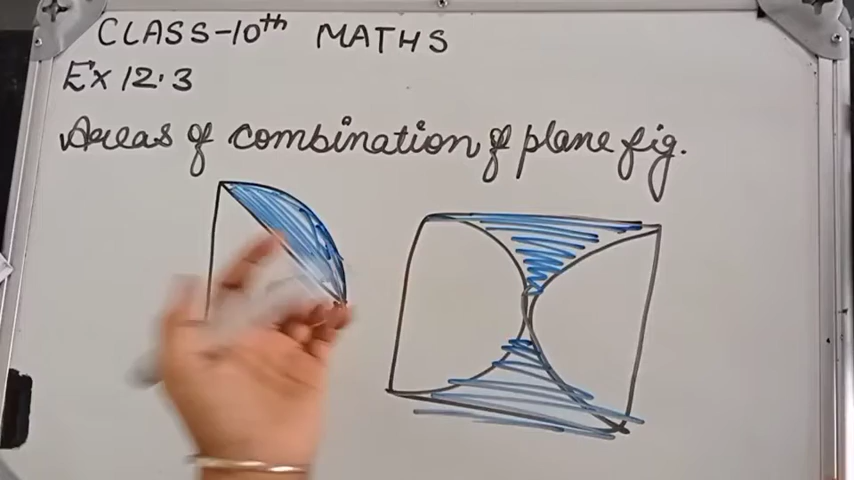 CLASS-10th MATHS
Ex 12.3
Areas of combination of plane fig.